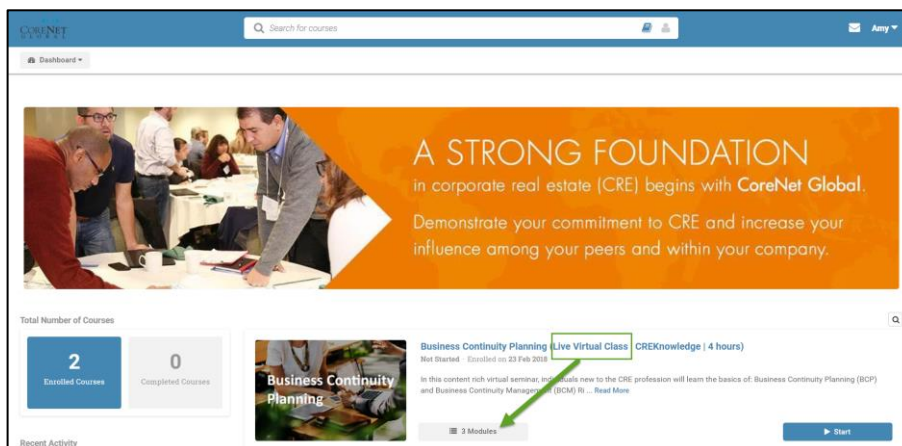 CORENET
GLOBAL
Search for courses
Amy
Dashboard
A STRONG FOUNDATION
in corporate real estate (CRE) begins with CoreNet Global.
Demonstrate your commitment to CRE and increase your
influence among your peers and within your company.
Total Number of Courses
2
Enrolled Courses
0
Completed Courses
Business Continuity
Planning
Business Continuity Planning (Live Virtual Class | CREKnowledge | 4 hours)
Not Started · Enrolled on 23 Feb 2018
In this content rich virtual seminar, individuals new to the CRE profession will learn the basics of: Business Continuity Planning (BCP)
and Business Continuity Management (BCM) Ri ... Read More
3 Modules
Start
Recent Activity